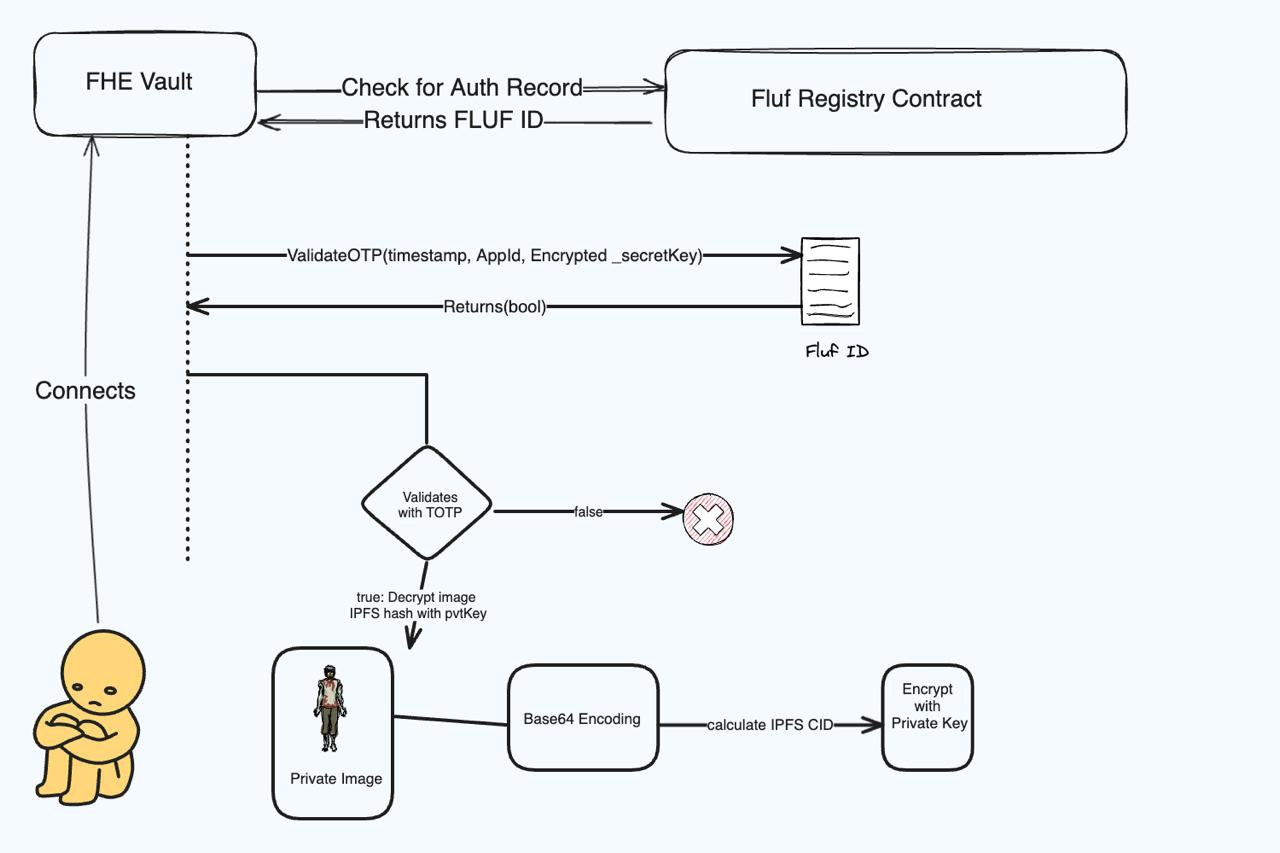 FHE Vault
Check for Auth Record
Returns FLUF ID
Fluf Registry Contract
ValidateOTP(timestamp, AppId, Encrypted _secretKey)
Returns(bool)
Fluf ID
Connects
Validates
with TOTP
false
true: Decrypt image
IPFS hash with pvtKey
Private Image
Base64 Encoding
calculate IPFS CID
Encrypt
with
Private Key